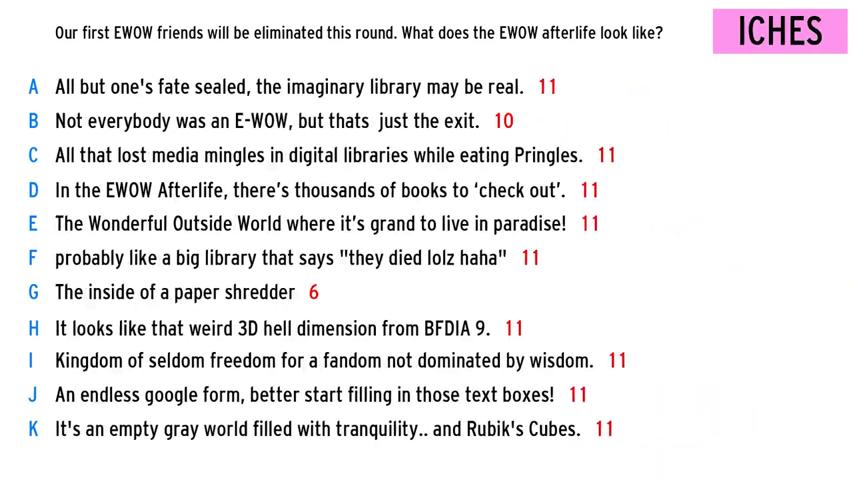 Our first EWOW friends will be eliminated this round. What does the EWOW afterlife look like?
ICHES
A All but one's fate sealed, the imaginary library may be real. 11
B Not everybody was an E-WOW, but thats  just the exit. 10
C All that lost media mingles in digital libraries while eating Pringles. 11
D In the EWOW Afterlife, there's thousands of books to ‘check out’. 11
E The Wonderful Outside World where it's grand to live in paradise! 11
F probably like a big library that says "they died lolz haha" 11
G The inside of a paper shredder 6
H It looks like that weird 3D hell dimension from BFDIA 9. 11
I Kingdom of seldom freedom for a fandom not dominated by wisdom. 11
J An endless google form, better start filling in those text boxes! 11
K It's an empty gray world filled with tranquility.. and Rubik's Cubes. 11